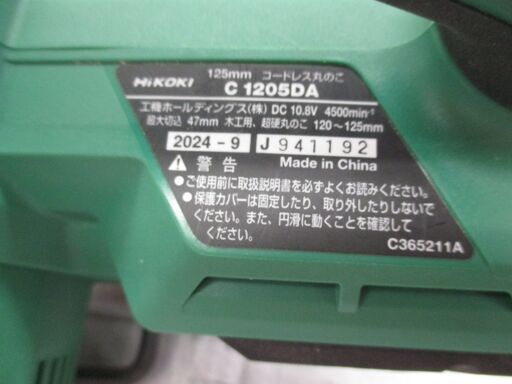 HiKOKI 125mm コードレス丸のこ
C 1205DA
工機ホールディングス(株) DC 10.8V 4500min⁻¹
最大切込 47mm 木工用、超硬丸のこ 120～125mm
2024-9 J941192
⚠ 警告 Made in China
●ご使用前に取扱説明書を必ずよくお読みください。
●保護カバーは固定したり、取り外したりしないで
ください。また、円滑に動くことを確認して
ください。
C365211A